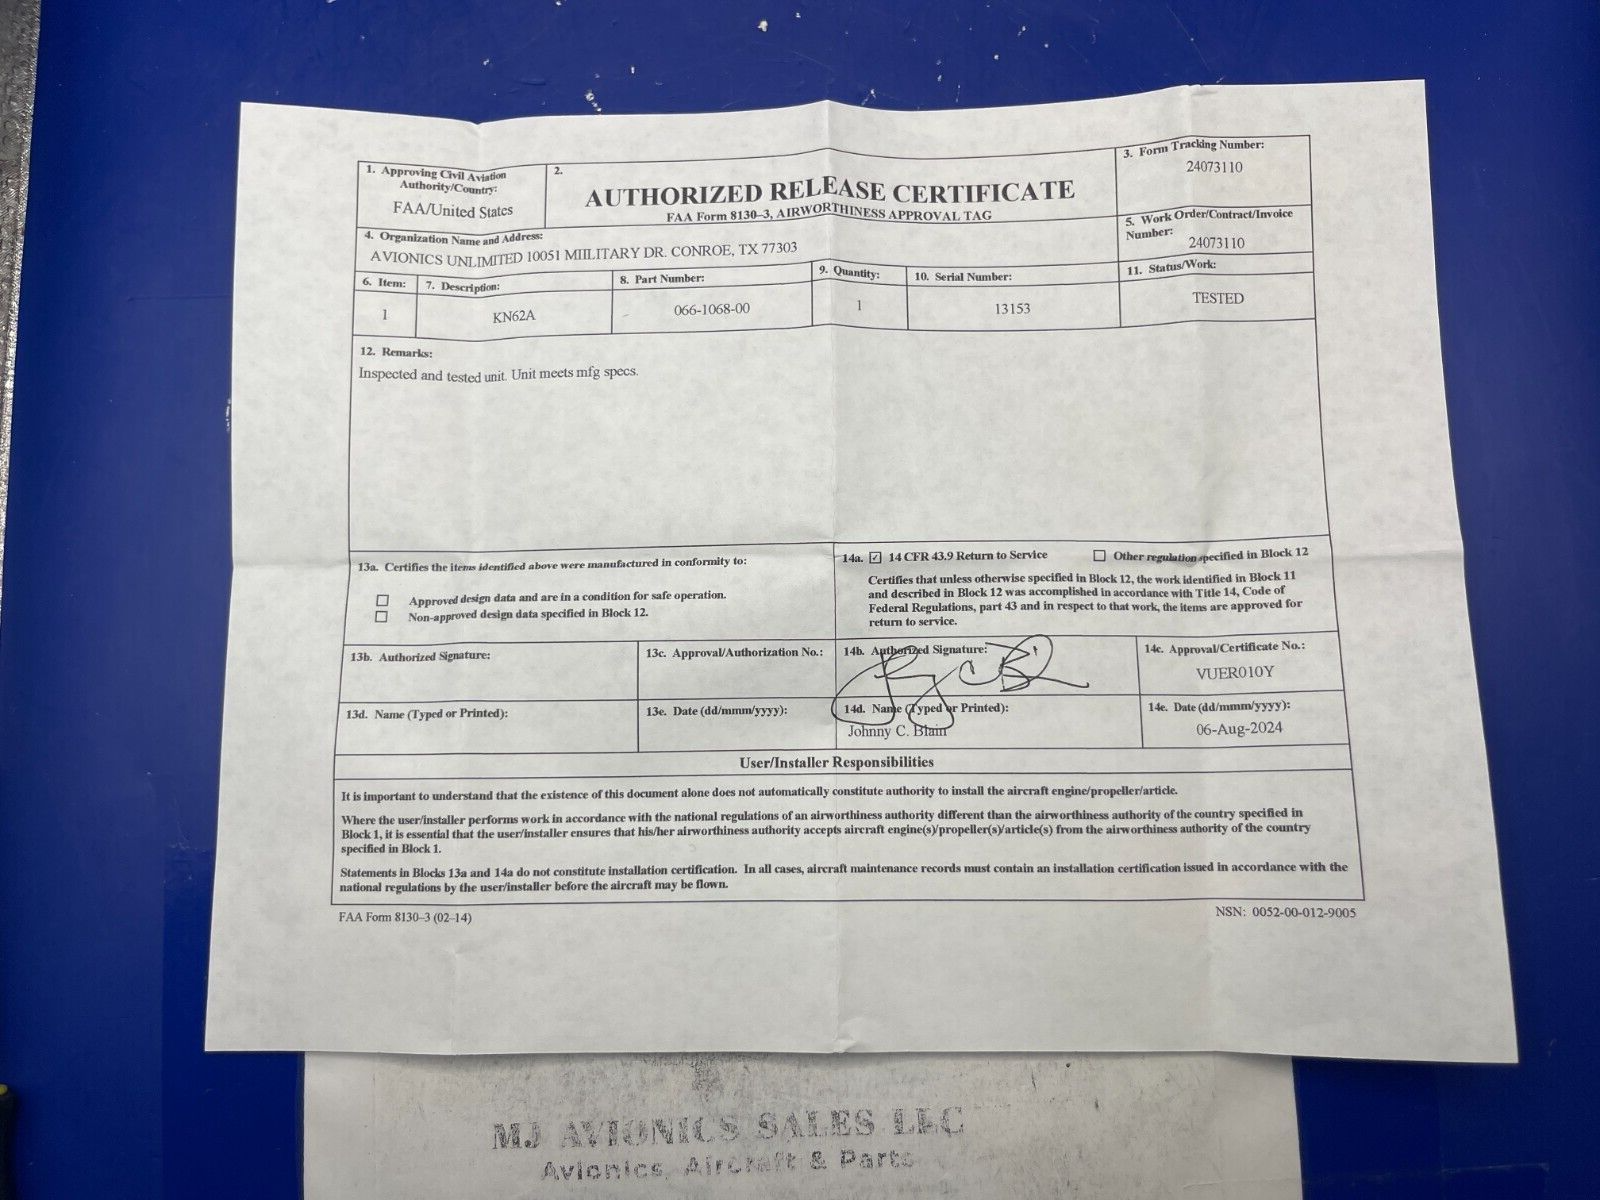 1. Approving Civil Aviation
Authority/Country:
FAA/United States
2.
AUTHORIZED RELEASE CERTIFICATE
FAA Form 8130–3, AIRWORTHINESS APPROVAL TAG
3. Form Tracking Number:
24073110
4. Organization Name and Address:
AVIONICS UNLIMITED 10051 MIILITARY DR. CONROE, TX 77303
5. Work Order/Contract/Invoice
Number:
24073110
6. Item:
1
7. Description:
KN62A
8. Part Number:
066-1068-00
9. Quantity:
1
10. Serial Number:
13153
11. Status/Work:
TESTED
12. Remarks:
Inspected and tested unit. Unit meets mfg specs.
13a. Certifies the items identified above were manufactured in conformity to:
☐ Approved design data and are in a condition for safe operation.
☐ Non-approved design data specified in Block 12.
14a. ☑ 14 CFR 43.9 Return to Service ☐ Other regulation specified in Block 12
Certifies that unless otherwise specified in Block 12, the work identified in Block 11
and described in Block 12 was accomplished in accordance with Title 14, Code of
Federal Regulations, part 43 and in respect to that work, the items are approved for
return to service.
13b. Authorized Signature:
13c. Approval/Authorization No.:
14b. Authorized Signature:
14c. Approval/Certificate No.:
VUER010Y
13d. Name (Typed or Printed):
13e. Date (dd/mmm/yyyy):
14d. Name (Typed or Printed):
Johnny C. Blain
14e. Date (dd/mmm/yyyy):
06-Aug-2024
User/Installer Responsibilities
It is important to understand that the existence of this document alone does not automatically constitute authority to install the aircraft engine/propeller/article.
Where the user/installer performs work in accordance with the national regulations of an airworthiness authority different than the airworthiness authority of the country specified in
Block 1, it is essential that the user/installer ensures that his/her airworthiness authority accepts aircraft engine(s)/propeller(s)/article(s) from the airworthiness authority of the country
specified in Block 1.
Statements in Blocks 13a and 14a do not constitute installation certification. In all cases, aircraft maintenance records must contain an installation certification issued in accordance with the
national regulations by the user/installer before the aircraft may be flown.
FAA Form 8130–3 (02–14)
NSN: 0052-00-012-9005
MJ AVIONICS SALES LLC
Avionics, Aircraft & Parts